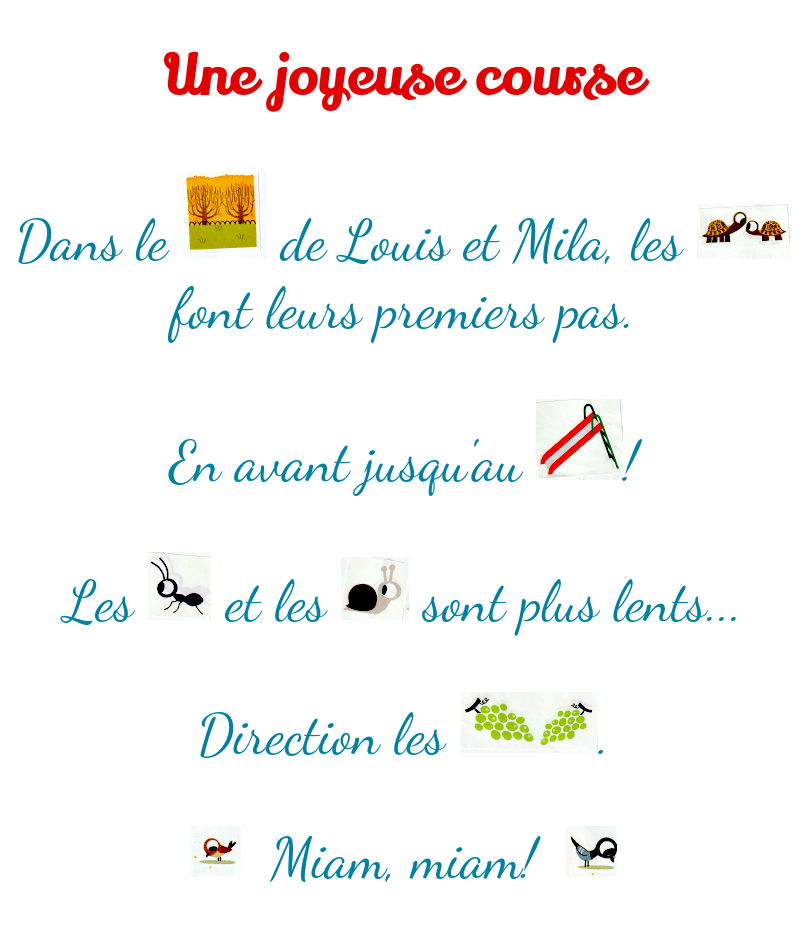 Une joyeuse course
Dans le de Louis et Mila, les
font leurs premiers pas.
En avant jusqu'au !
Les et les sont plus lents...
Direction les .
Miam, miam!